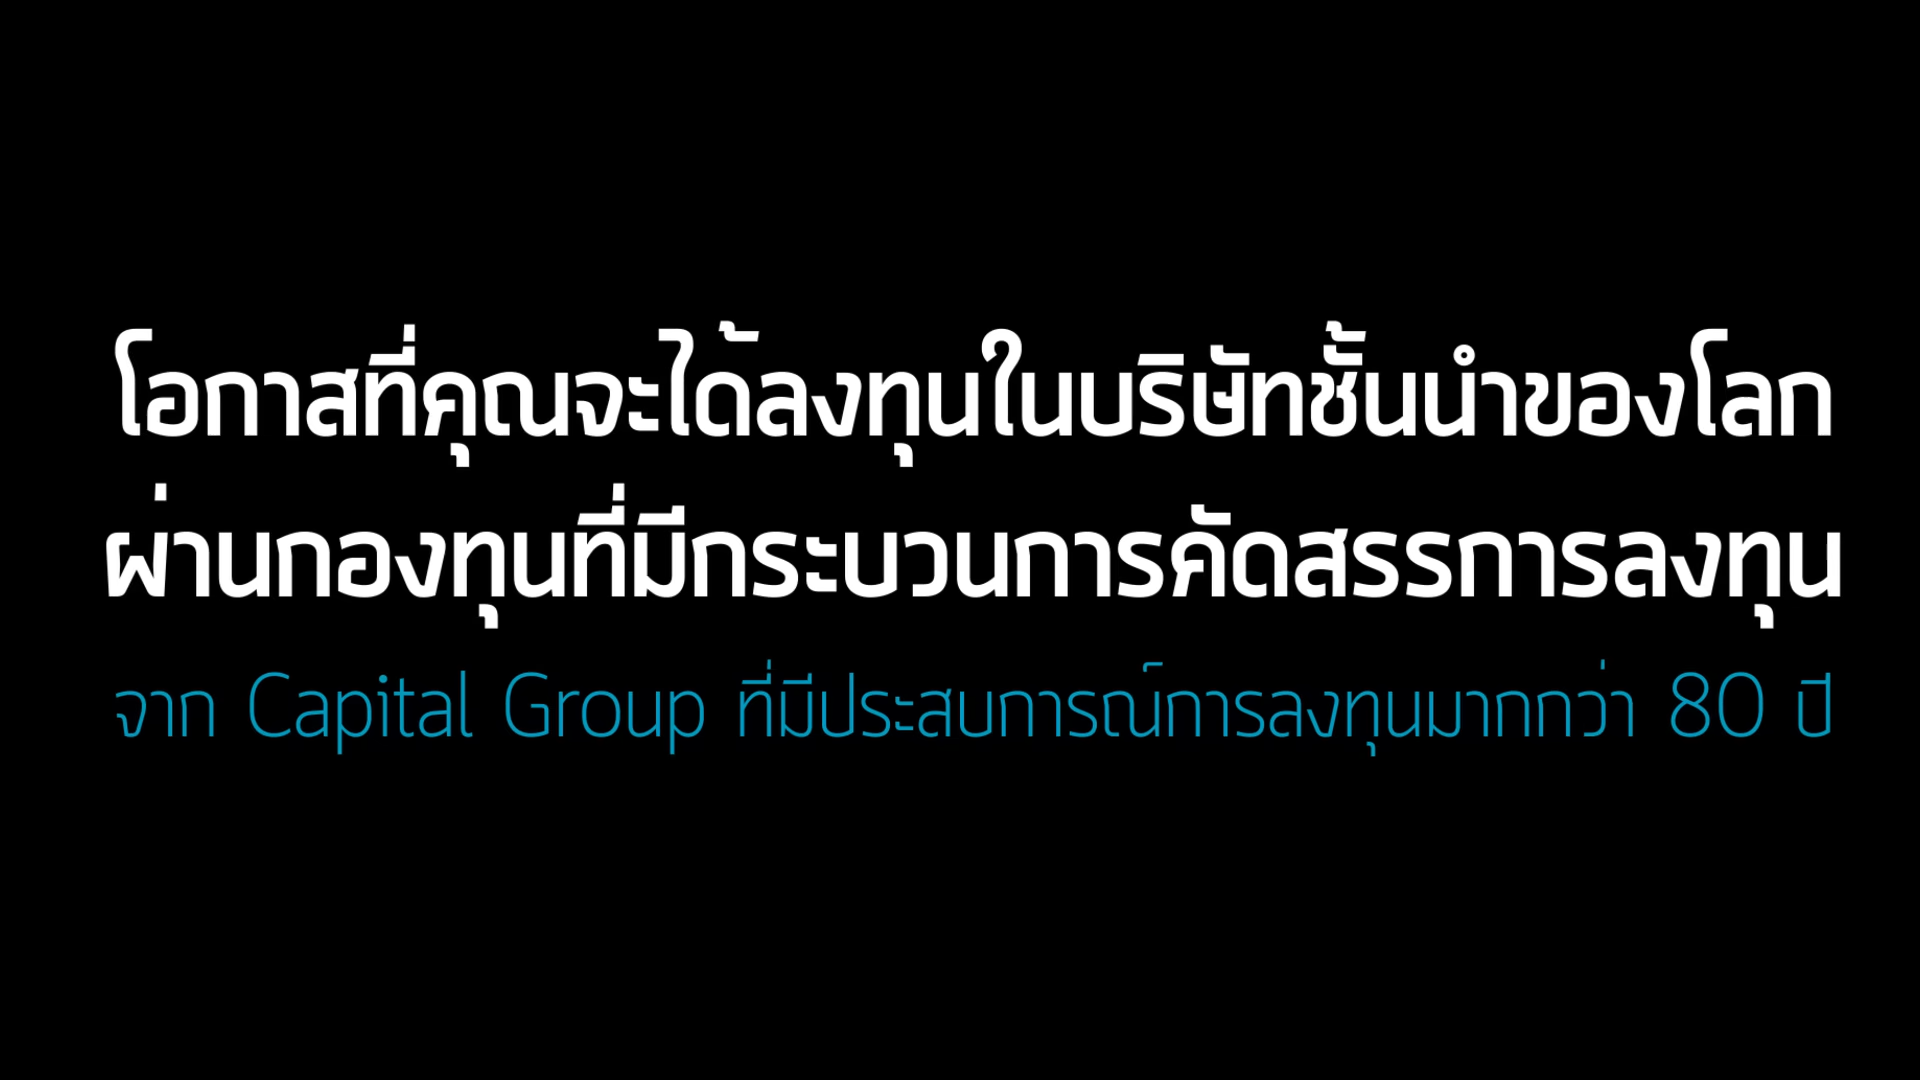 โอกาสที่คุณจะได้ลงทุนในบริษัทชั้นนำของโลก
ผ่านกองทุนที่มีกระบวนการคัดสรรการลงทุน
จาก Capital Group ที่มีประสบการณ์การลงทุนมากกว่า 80 ปี